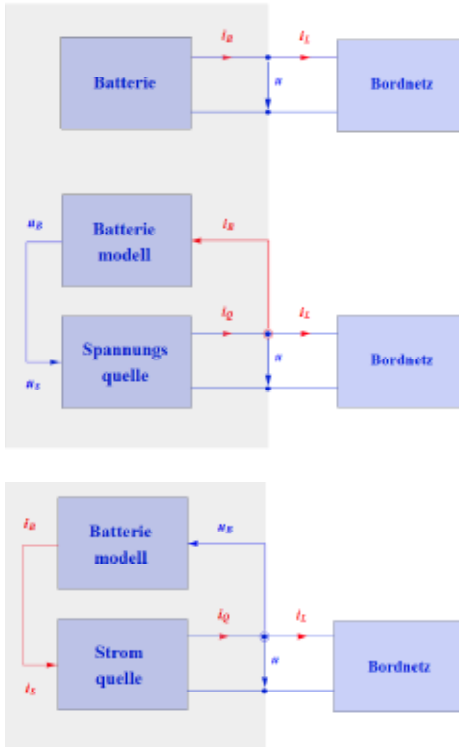 i_B i_L
Batterie u Bordnetz
u_B Batterie i_B
modell
i_Q i_L
Spannungs u Bordnetz
u_S quelle
i_B Batterie u_B
modell
i_Q i_L
Strom u Bordnetz
i_S quelle